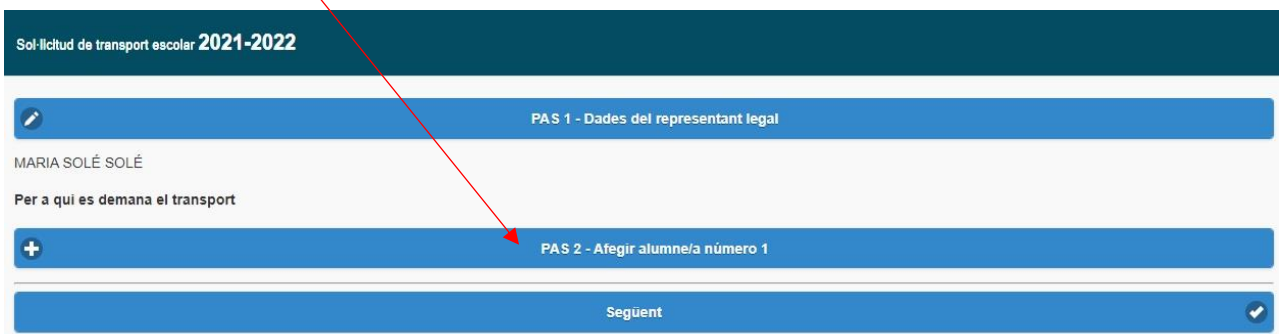 Sol·licitud de transport escolar 2021-2022
PAS 1 - Dades del representant legal
MARIA SOLÉ SOLÉ
Per a qui es demana el transport
PAS 2 - Afegir alumne/a número 1
Següent